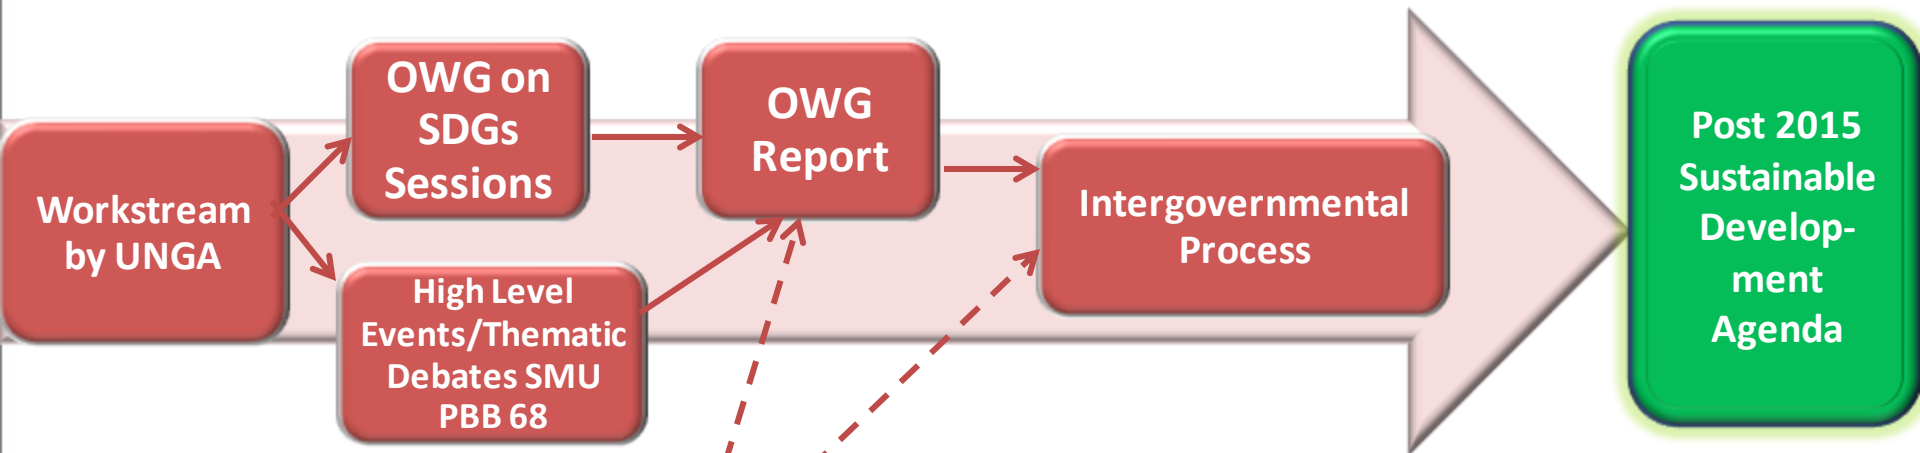 Workstream
by UNGA
OWG on
SDGs
Sessions
High Level
Events/Thematic
Debates SMU
PBB 68
OWG
Report
Intergovernmental
Process
Post 2015
Sustainable
Develop-
ment
Agenda